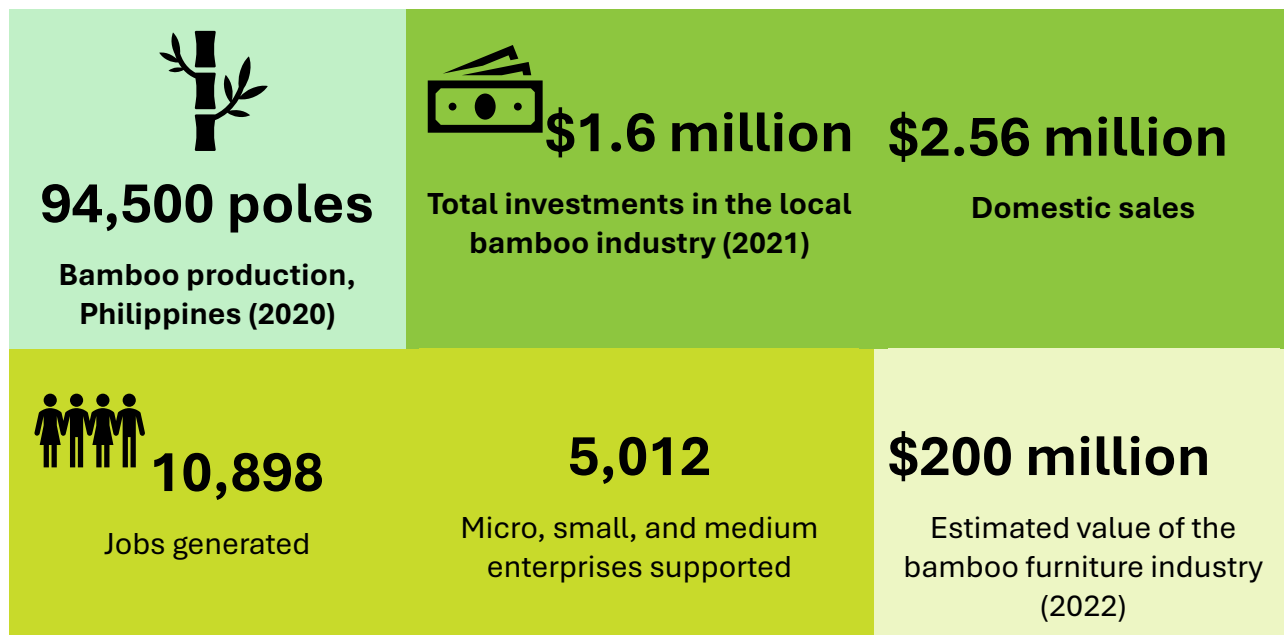 94,500 poles
Bamboo production,
Philippines (2020)
$1.6 million
Total investments in the local
bamboo industry (2021)
$2.56 million
Domestic sales
10,898
Jobs generated
5,012
Micro, small, and medium
enterprises supported
$200 million
Estimated value of the
bamboo furniture industry
(2022)